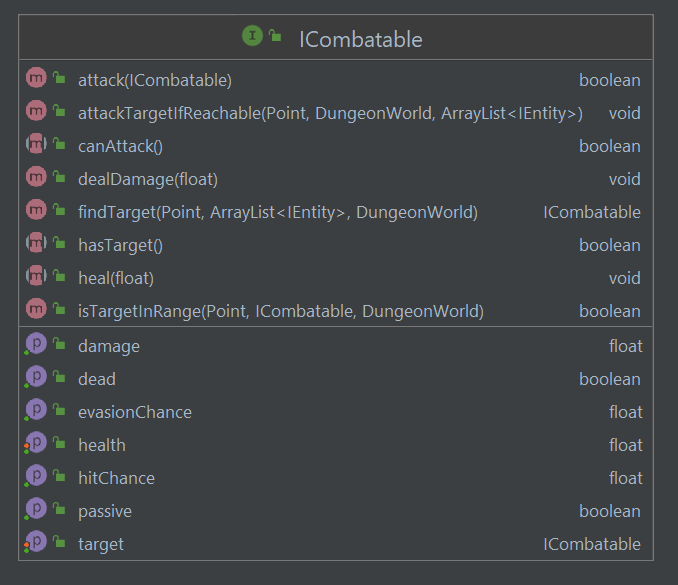 I ICombatable
m attack(ICombatable) boolean
m attackTargetIfReachable(Point, DungeonWorld, ArrayList<IEntity>) void
m canAttack() boolean
m dealDamage(float) void
m findTarget(Point, ArrayList<IEntity>, DungeonWorld) ICombatable
m hasTarget() boolean
m heal(float) void
m isTargetInRange(Point, ICombatable, DungeonWorld) boolean
p damage float
p dead boolean
p evasionChance float
p health float
p hitChance float
p passive boolean
p target ICombatable